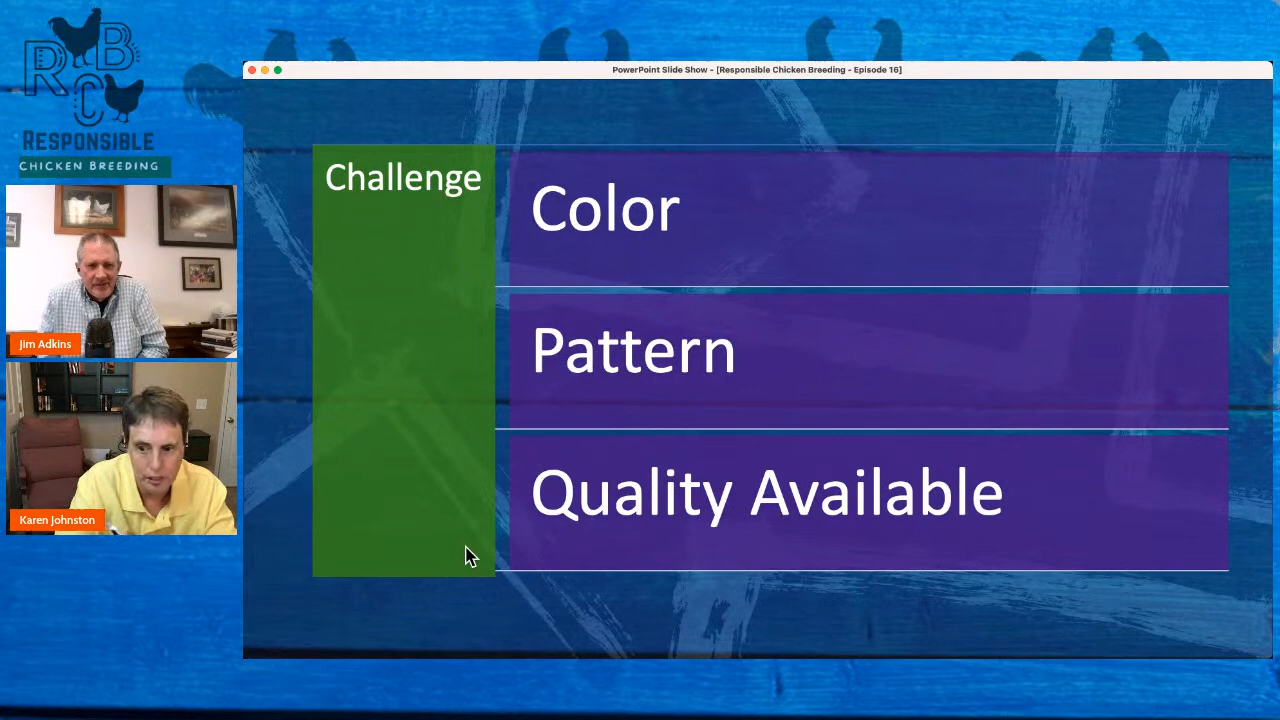 RBC
RESPONSIBLE
CHICKEN BREEDING
PowerPoint Slide Show - [Responsible Chicken Breeding - Episode 16]
Challenge
Color
Pattern
Quality Available
Jim Adkins
Karen Johnston